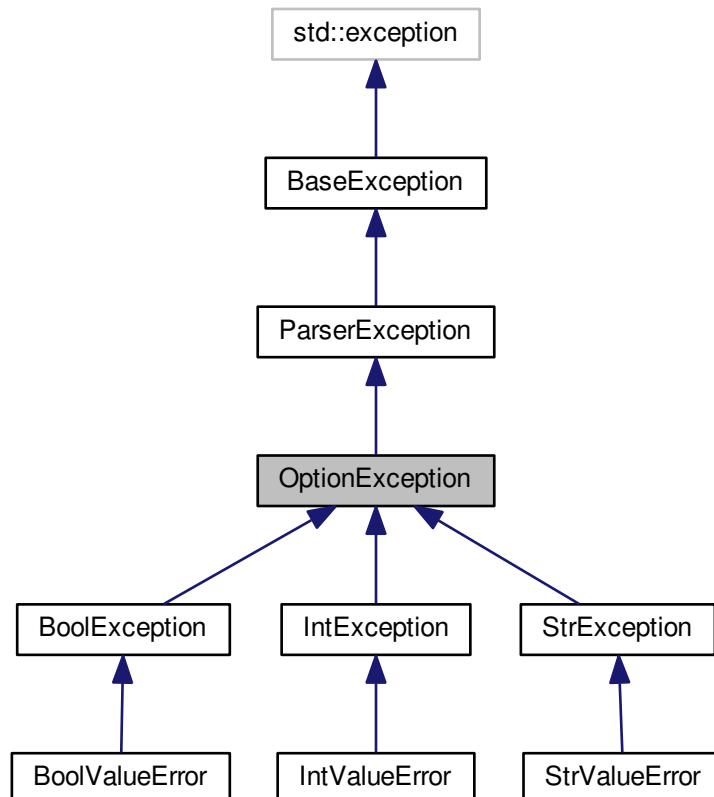 std::exception
BaseException
ParserException
OptionException
BoolException
IntException
StrException
BoolValueError
IntValueError
StrValueError